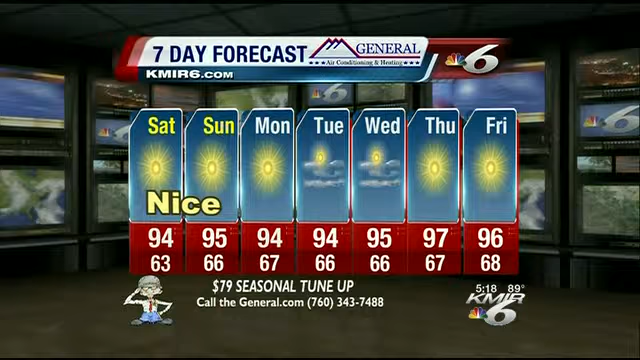 7 DAY FORECAST
GENERAL
Air Conditioning & Heating
KMIR6.COM
6
Sat Sun Mon Tue Wed Thu Fri
Nice
94 95 94 94 95 97 96
63 66 67 66 66 67 68
$79 SEASONAL TUNE UP
Call the General.com (760) 343-7488
5:18 89°
KMIR
6